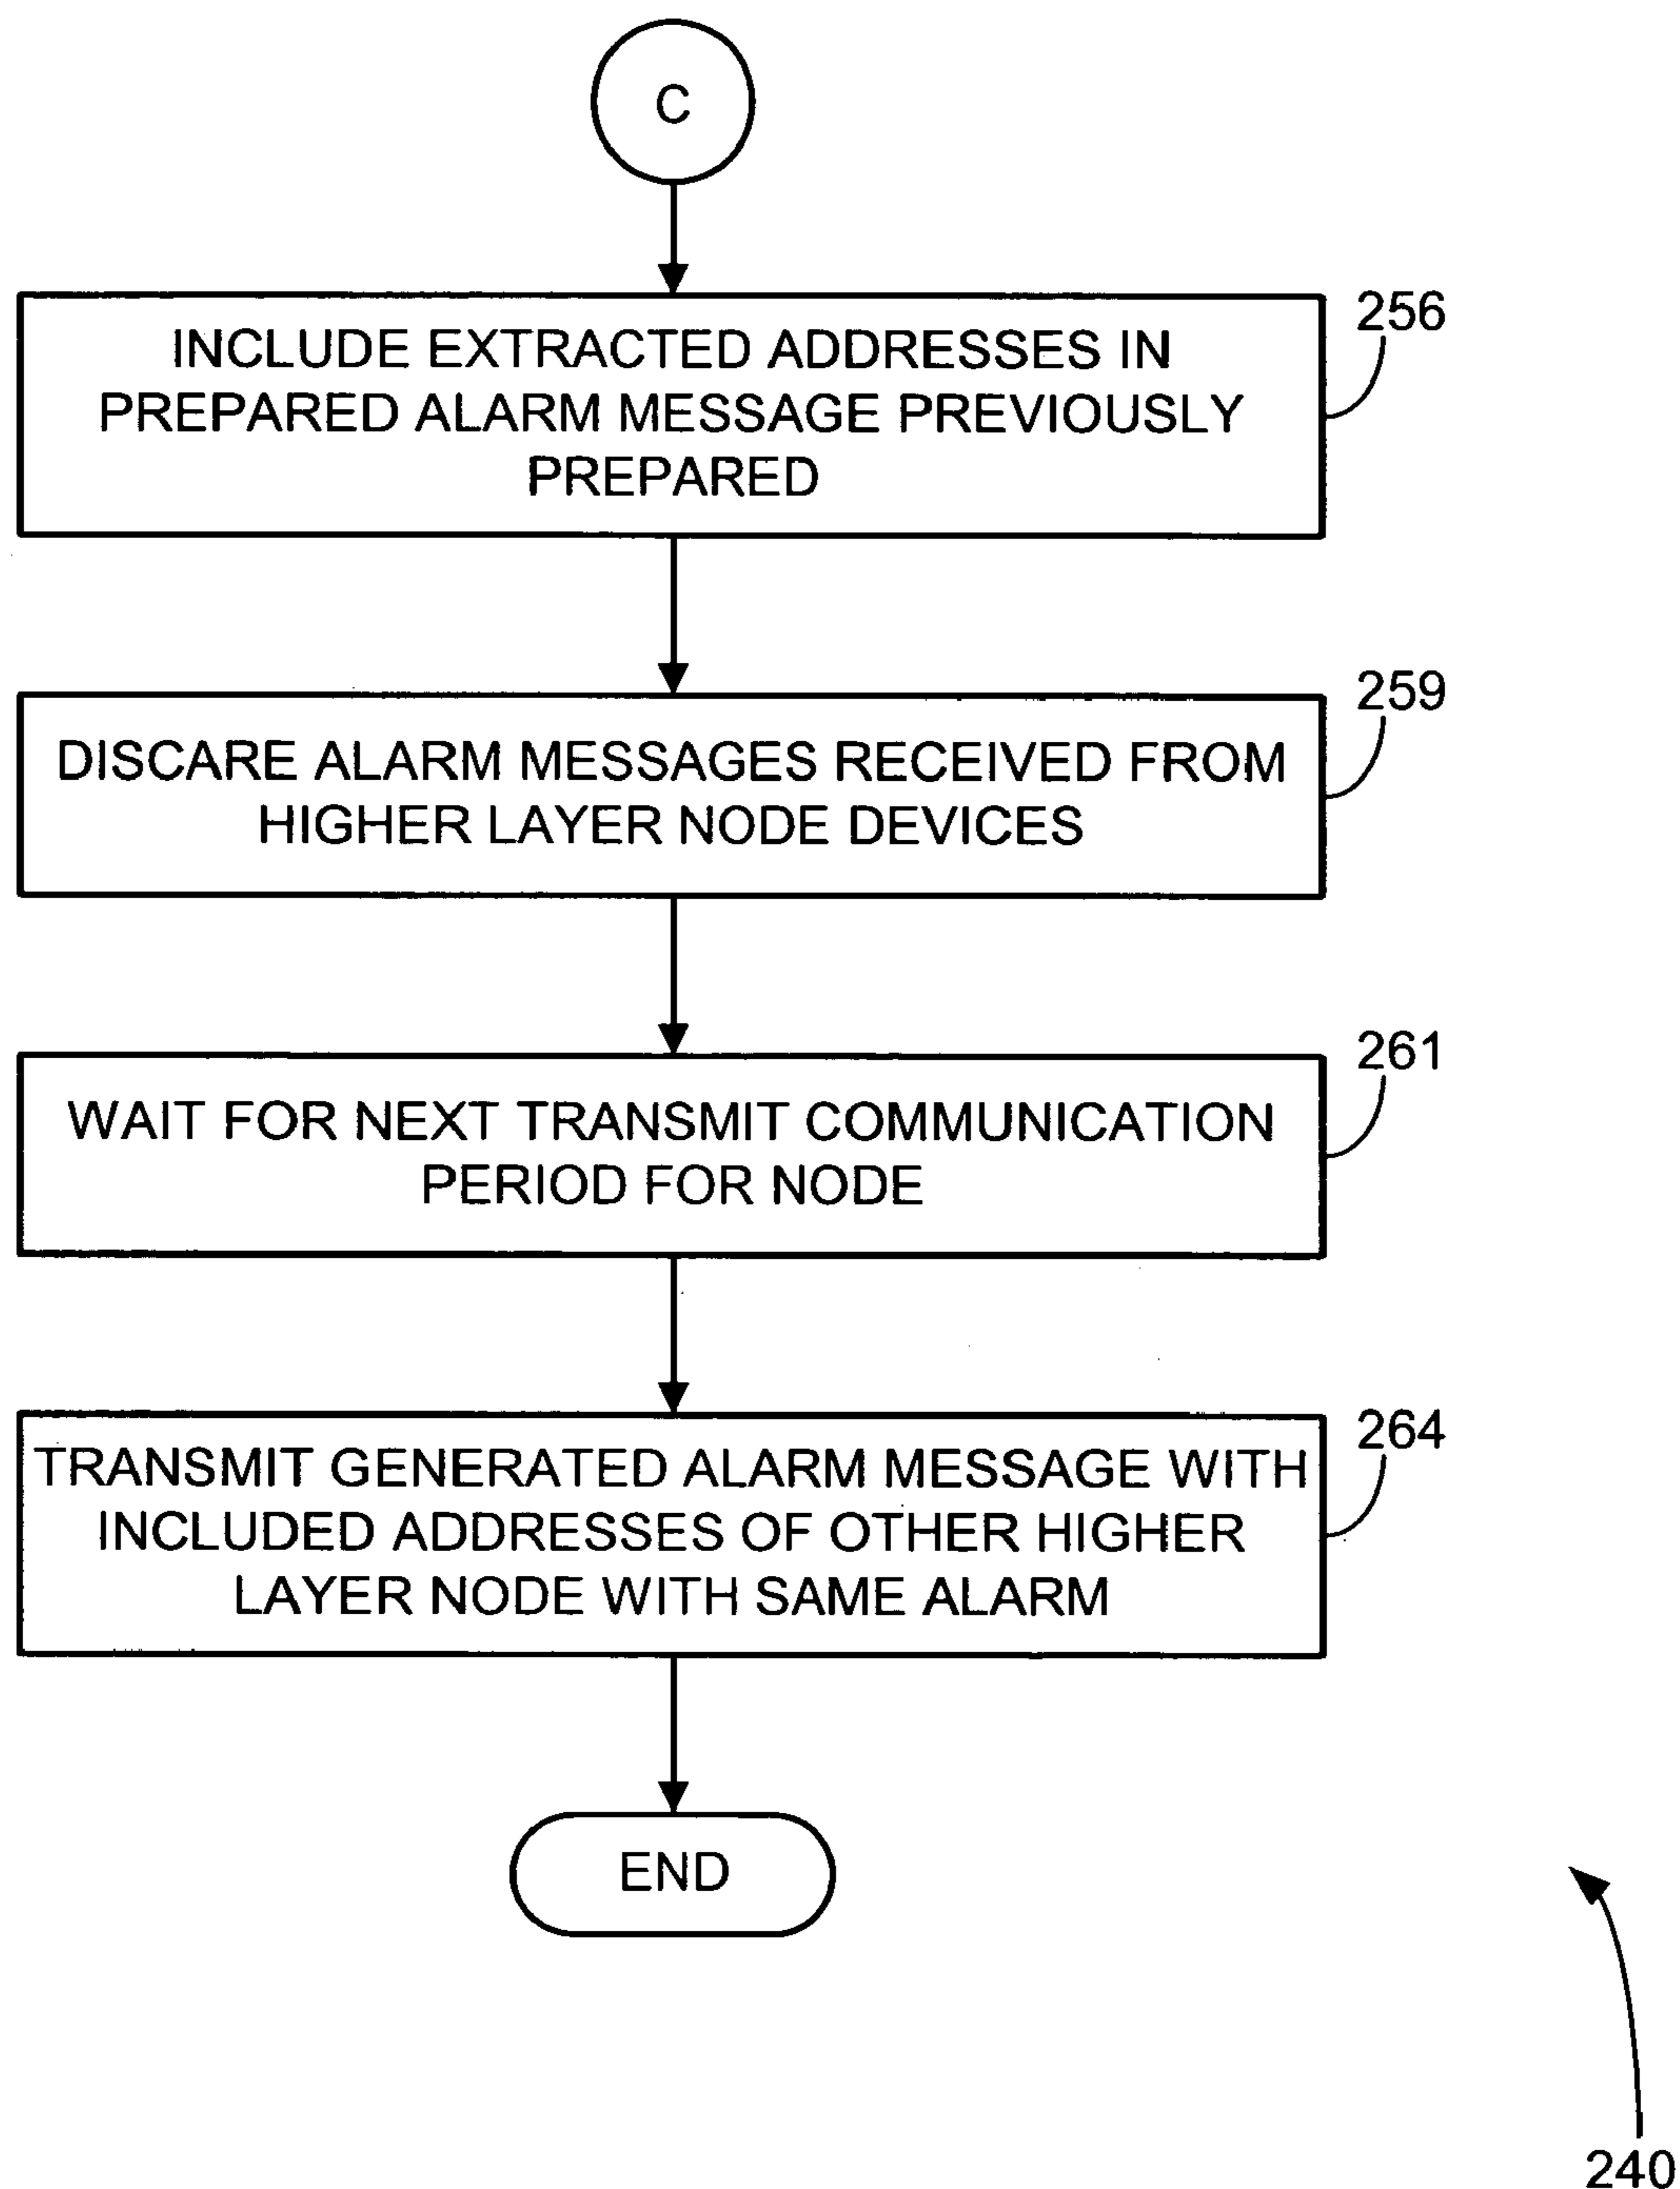 C
INCLUDE EXTRACTED ADDRESSES IN
PREPARED ALARM MESSAGE PREVIOUSLY
PREPARED
256
DISCARE ALARM MESSAGES RECEIVED FROM
HIGHER LAYER NODE DEVICES
259
WAIT FOR NEXT TRANSMIT COMMUNICATION
PERIOD FOR NODE
261
TRANSMIT GENERATED ALARM MESSAGE WITH
INCLUDED ADDRESSES OF OTHER HIGHER
LAYER NODE WITH SAME ALARM
264
END
240